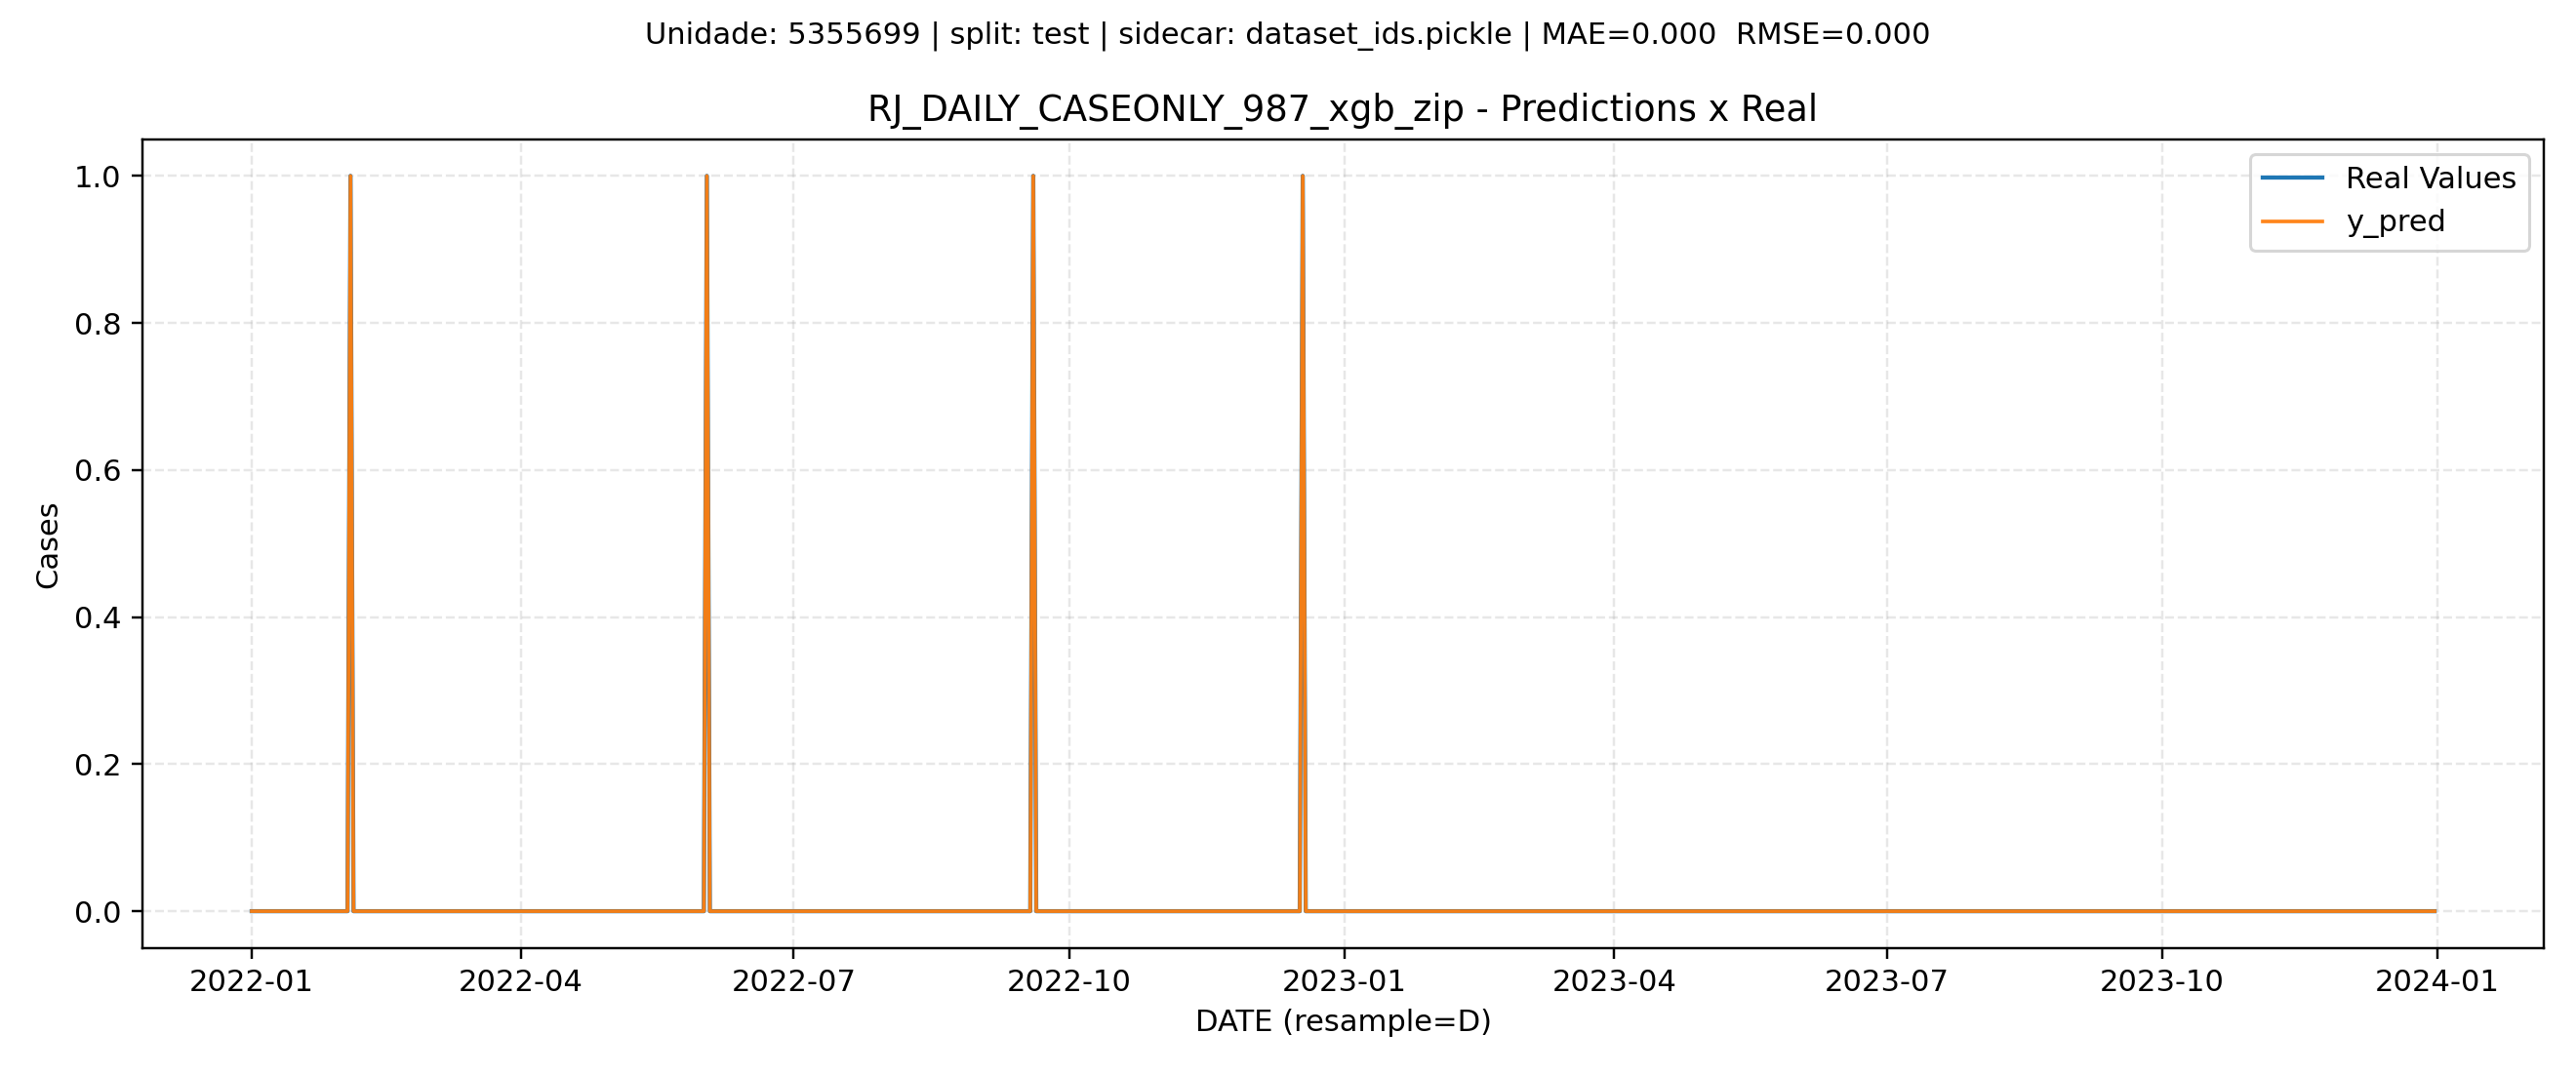 Unidade: 5355699 | split: test | sidecar: dataset_ids.pickle | MAE=0.000  RMSE=0.000
RJ_DAILY_CASEONLY_987_xgb_zip - Predictions x Real
Real Values
y_pred
1.0
0.8
0.6
0.4
0.2
0.0
Cases
2022-01 2022-04 2022-07 2022-10 2023-01 2023-04 2023-07 2023-10 2024-01
DATE (resample=D)